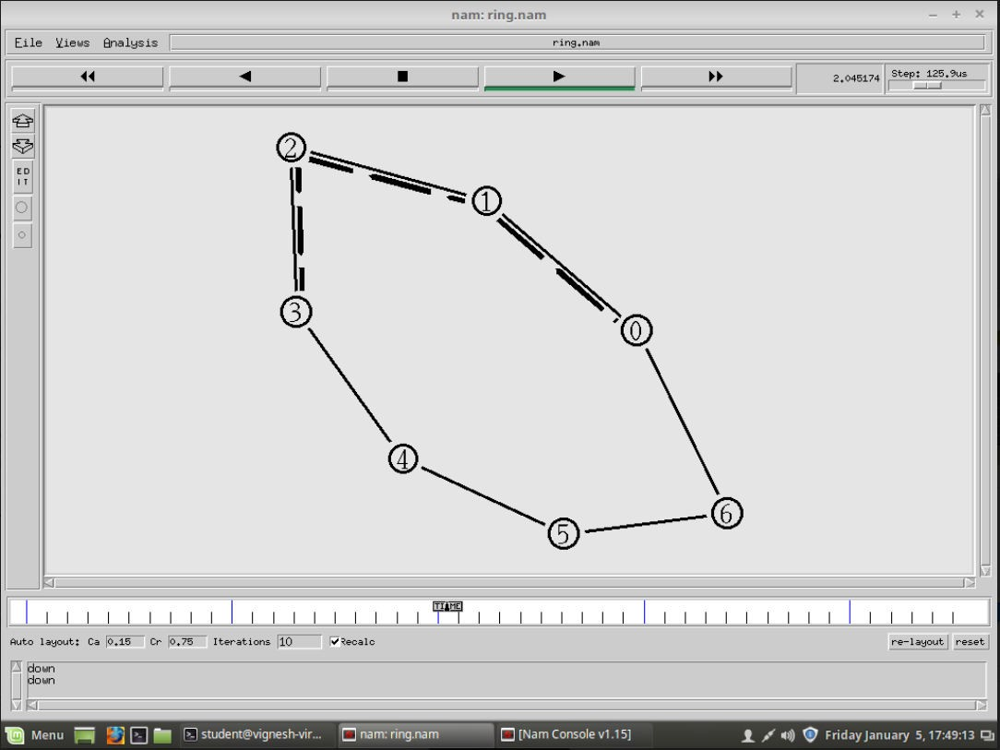 nam: ring.nam
File Views Analysis ring.nam
2.045174 Step: 125.9us
ED
IT
2
1
3
0
4
6
5
TIME
Auto layout: Ca 0.15 Cr 0.75 Iterations 10 Recalc re-layout reset
down
down
Menu student@vignesh-vir... nam: ring.nam [Nam Console v1.15] Friday January 5, 17:49:13